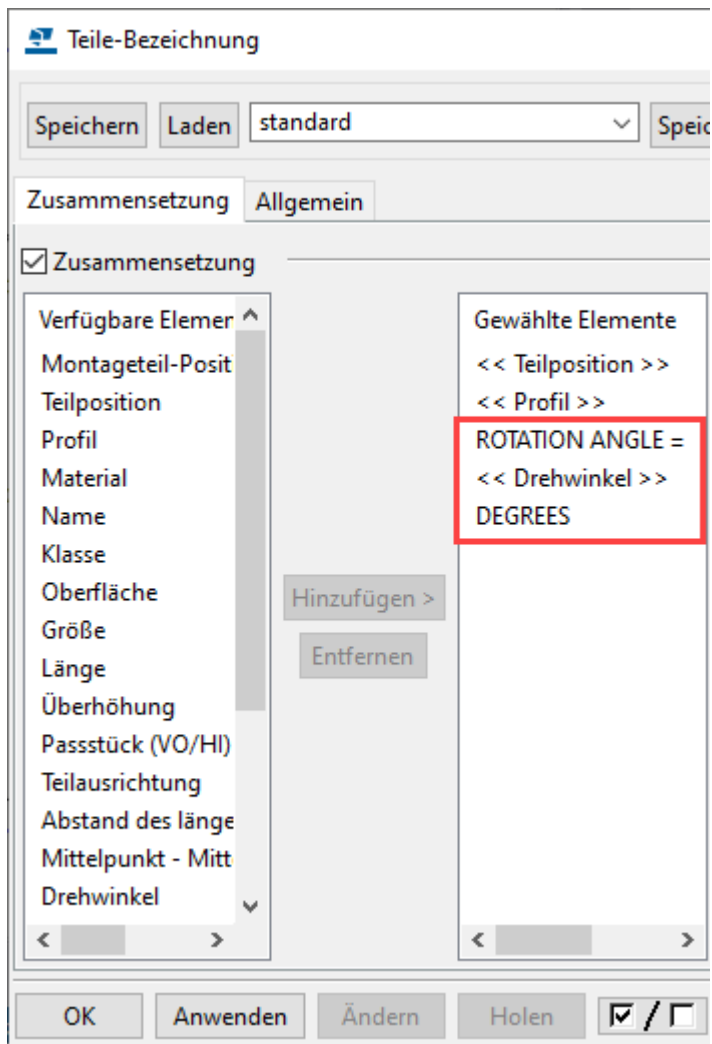 Teile-Bezeichnung
Speichern Laden standard Speic
Zusammensetzung Allgemein
Zusammensetzung
Verfügbare Elemen
Montageteil-Posit
Teilposition
Profil
Material
Name
Klasse
Oberfläche
Größe
Länge
Überhöhung
Passstück (VO/HI)
Teilausrichtung
Abstand des länge
Mittelpunkt - Mitt
Drehwinkel
Hinzufügen >
Entfernen
Gewählte Elemente
<< Teilposition >>
<< Profil >>
ROTATION ANGLE =
<< Drehwinkel >>
DEGREES
OK Anwenden Ändern Holen /